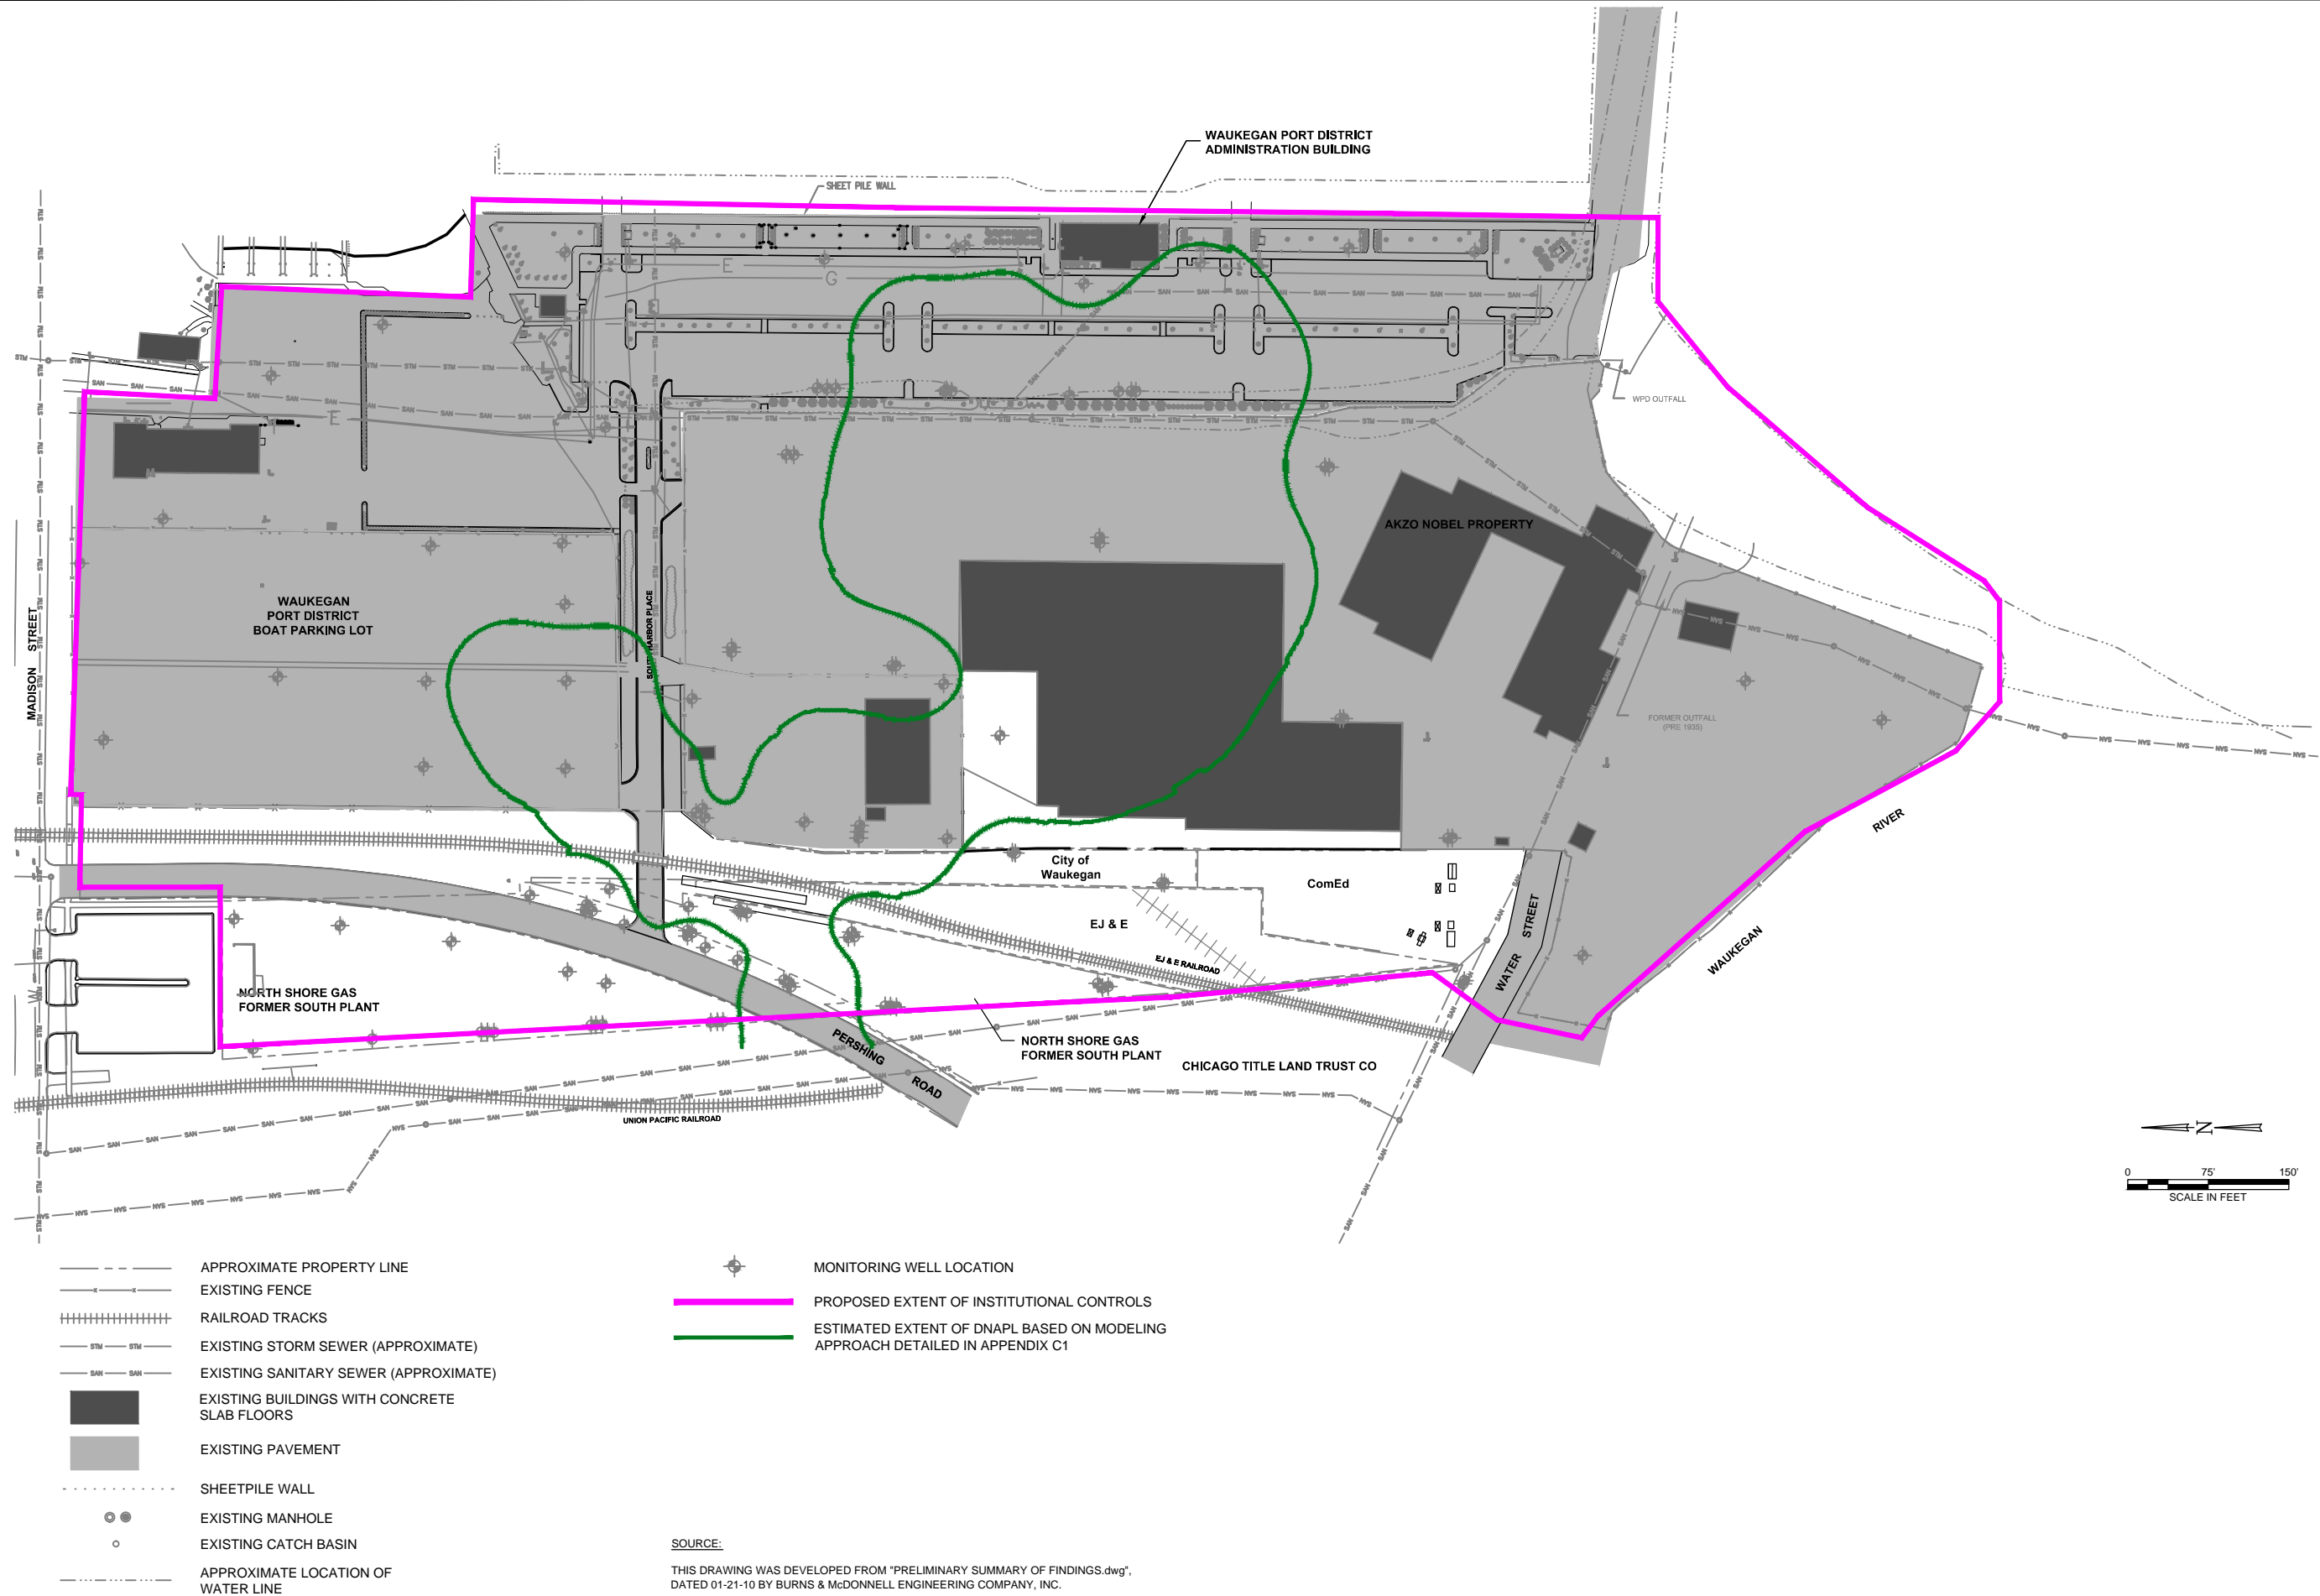 WAUKEGAN PORT DISTRICT
ADMINISTRATION BUILDING
SHEET PILE WALL
E
G
L
E
WPD OUTFALL
AKZO NOBEL PROPERTY
WAUKEGAN
PORT DISTRICT
BOAT PARKING LOT
MADISON STREET
SOUTH HARBOR PLACE
FORMER OUTFALL
(PRE 1935)
RIVER
WAUKEGAN
City of
Waukegan
ComEd
EJ & E
EJ & E RAILROAD
WATER STREET
NORTH SHORE GAS
FORMER SOUTH PLANT
NORTH SHORE GAS
FORMER SOUTH PLANT
PERSHING ROAD
CHICAGO TITLE LAND TRUST CO
UNION PACIFIC RAILROAD
STM
SAN
N
0 75' 150'
SCALE IN FEET
APPROXIMATE PROPERTY LINE
EXISTING FENCE
RAILROAD TRACKS
STM STM EXISTING STORM SEWER (APPROXIMATE)
SAN SAN EXISTING SANITARY SEWER (APPROXIMATE)
EXISTING BUILDINGS WITH CONCRETE
SLAB FLOORS
EXISTING PAVEMENT
SHEETPILE WALL
EXISTING MANHOLE
EXISTING CATCH BASIN
APPROXIMATE LOCATION OF
WATER LINE
MONITORING WELL LOCATION
PROPOSED EXTENT OF INSTITUTIONAL CONTROLS
ESTIMATED EXTENT OF DNAPL BASED ON MODELING
APPROACH DETAILED IN APPENDIX C1
SOURCE:
THIS DRAWING WAS DEVELOPED FROM "PRELIMINARY SUMMARY OF FINDINGS.dwg",
DATED 01-21-10 BY BURNS & McDONNELL ENGINEERING COMPANY, INC.